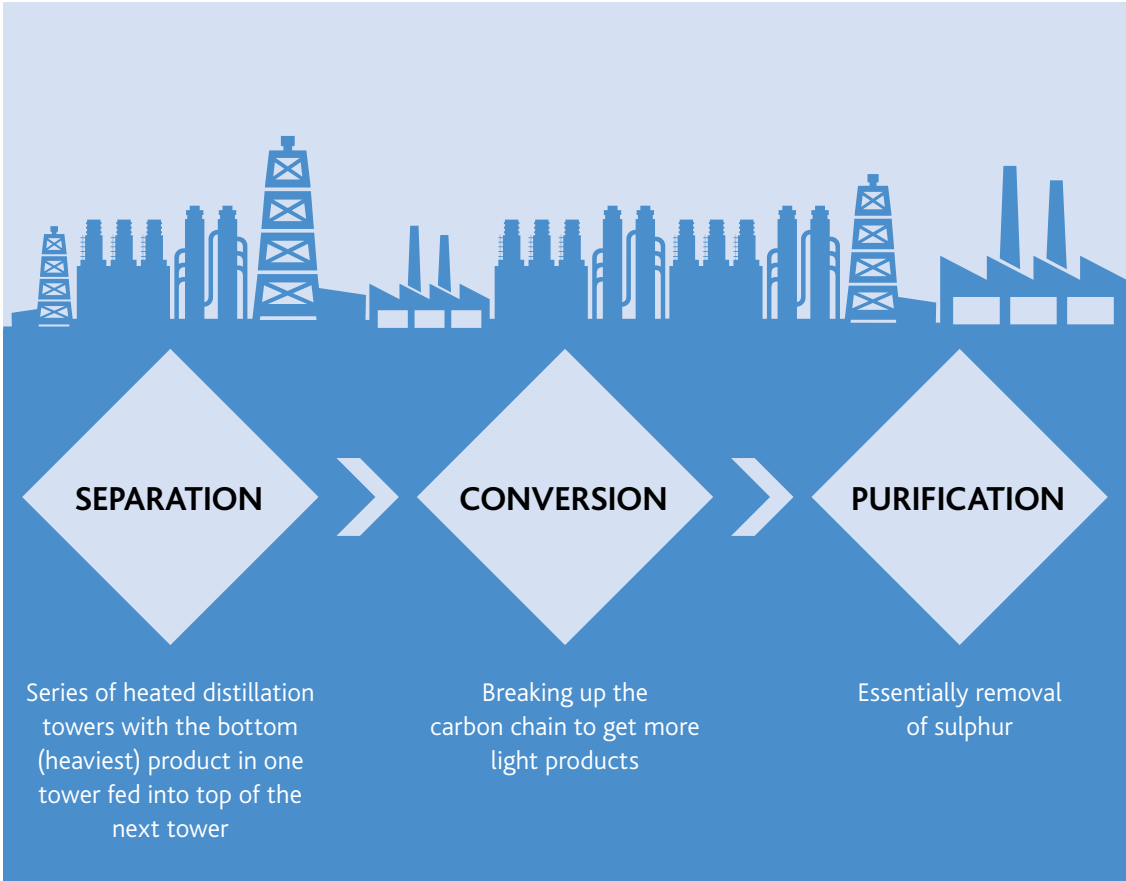 SEPARATION
Series of heated distillation
towers with the bottom
(heaviest) product in one
tower fed into top of the
next tower
CONVERSION
Breaking up the
carbon chain to get more
light products
PURIFICATION
Essentially removal
of sulphur